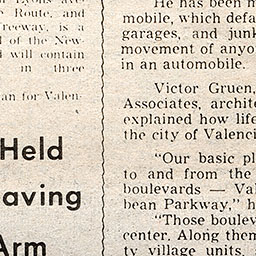 Lyons ave-
Route, and
reeway, is a
of the New-
will contain
in three
an for Valen-
Held
aving
Arm
He has been m
mobile, which defa
garages, and junk
movement of anyo
in an automobile.
Victor Gruen,
Associates, archite
explained how life
the city of Valenci
"Our basic pl
to and from the
boulevards — Val
bean Parkway," h
"Those boulev
center. Along them
ty village units,